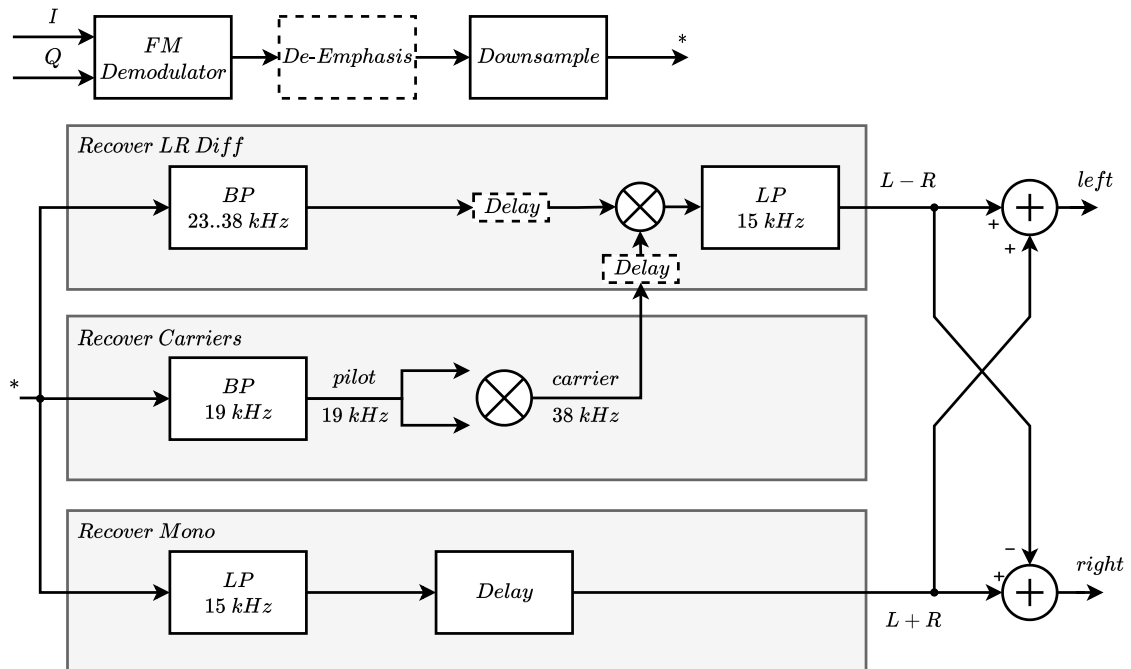 I
Q
FM
Demodulator
De-Emphasis
Downsample
*
Recover LR Diff
BP
23..38 kHz
Delay
LP
15 kHz
L − R
left
+
+
Delay
Recover Carriers
*
BP
19 kHz
pilot
19 kHz
carrier
38 kHz
Recover Mono
LP
15 kHz
Delay
L + R
−
+
right